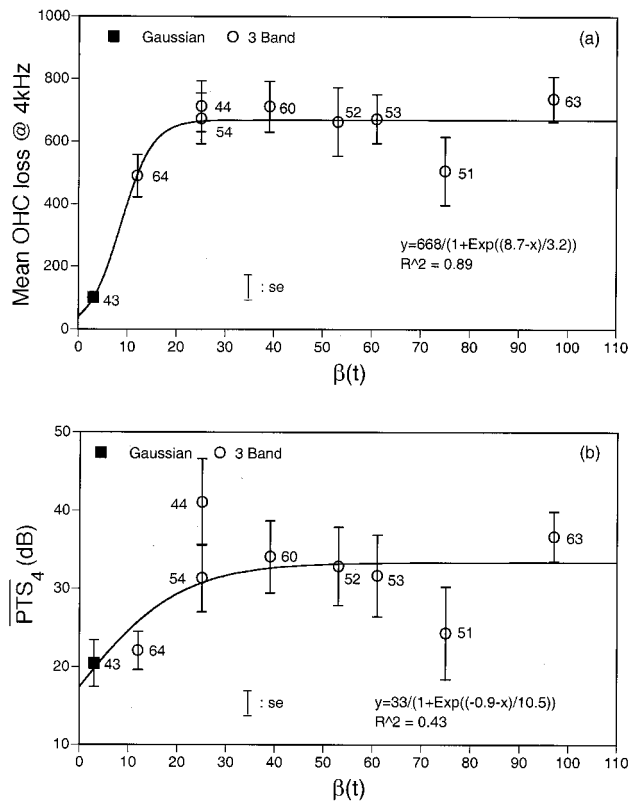 1000
Gaussian 3 Band
(a)
800
44
60
63
52
53
54
600
64
51
400
Mean OHC loss @ 4kHz
y=668/(1+Exp((8.7-x)/3.2))
R^2 = 0.89
200
: se
43
0
0 10 20 30 40 50 60 70 80 90 100 110
β(t)
50
Gaussian 3 Band
(b)
44
40
60
63
54
52
53
30
51
PTS4 (dB)
43
64
20
: se
y=33/(1+Exp((-0.9-x)/10.5))
R^2 = 0.43
10
0 10 20 30 40 50 60 70 80 90 100 110
β(t)